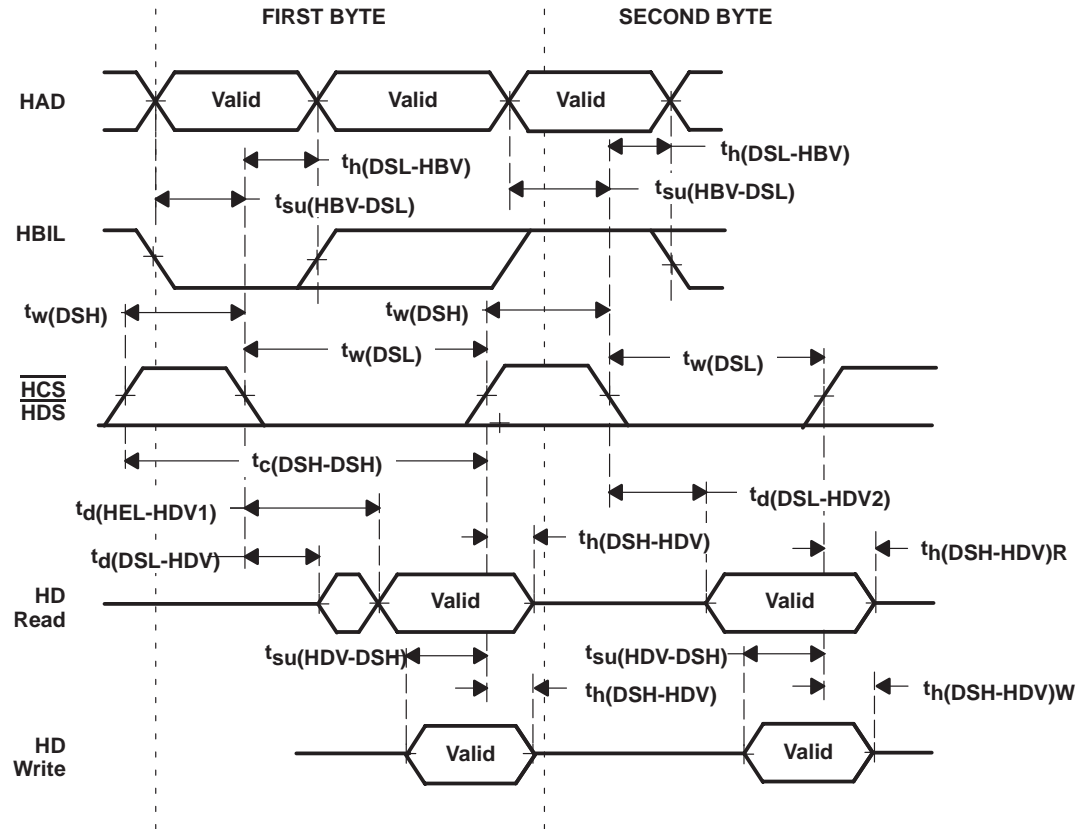 FIRST BYTE SECOND BYTE
HAD Valid Valid Valid
th(DSL-HBV) th(DSL-HBV)
tsu(HBV-DSL) tsu(HBV-DSL)
HBIL
tw(DSH) tw(DSH)
tw(DSL) tw(DSL)
HCS
HDS
tc(DSH-DSH)
td(HEL-HDV1) td(DSL-HDV2)
td(DSL-HDV) th(DSH-HDV) th(DSH-HDV)R
HD
Read
Valid Valid
tsu(HDV-DSH) tsu(HDV-DSH)
th(DSH-HDV) th(DSH-HDV)W
HD
Write
Valid Valid